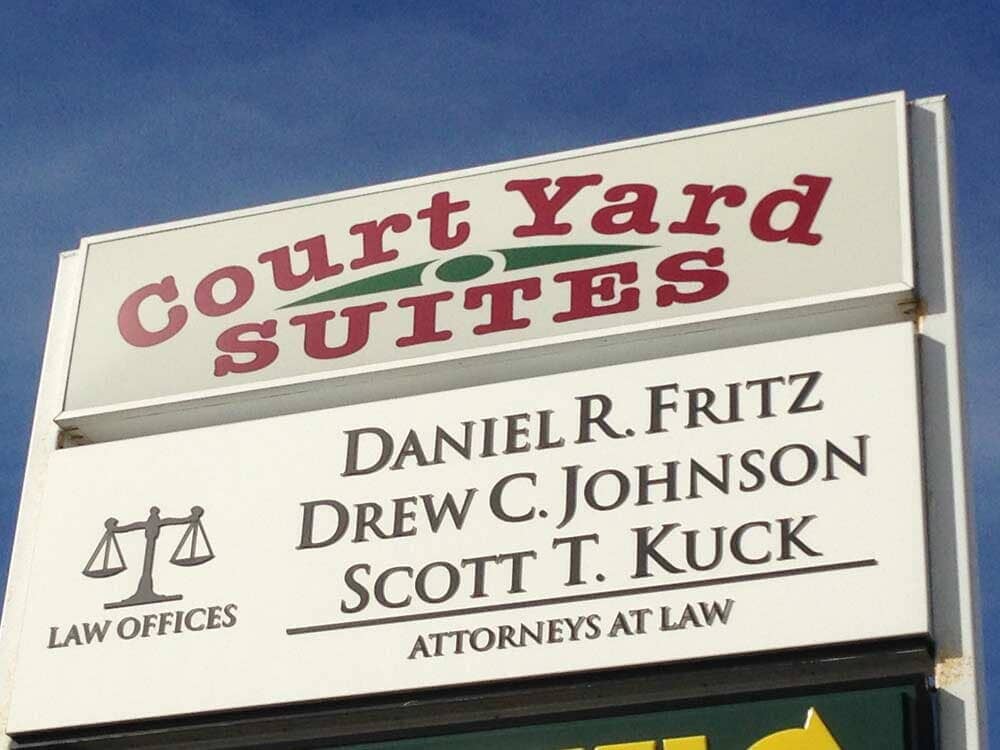 Court Yard
SUITES
DANIEL R. FRITZ
DREW C. JOHNSON
SCOTT T. KUCK
LAW OFFICES
ATTORNEYS AT LAW